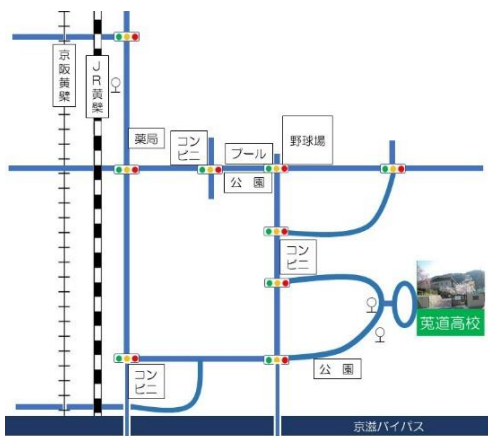 京阪黄檗
JR黄檗
薬局
コン
ビニ
プール
野球場
公園
コン
ビニ
莵道高校
コン
ビニ
公園
京滋バイパス